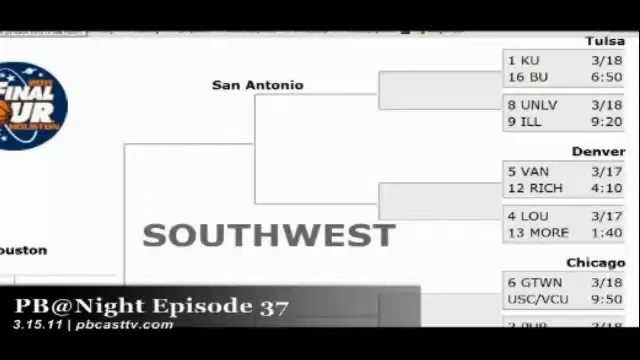 Tulsa
1 KU 3/18
16 BU 6:50
San Antonio
8 UNLV 3/18
9 ILL 9:20
FINAL
HOUSTON
Denver
5 VAN 3/17
12 RICH 4:10
4 LOU 3/17
13 MORE 1:40
SOUTHWEST
ouston
Chicago
6 GTWN 3/18
USC/VCU 9:50
PB@Night Episode 37
3.15.11 | pbcasttv.com